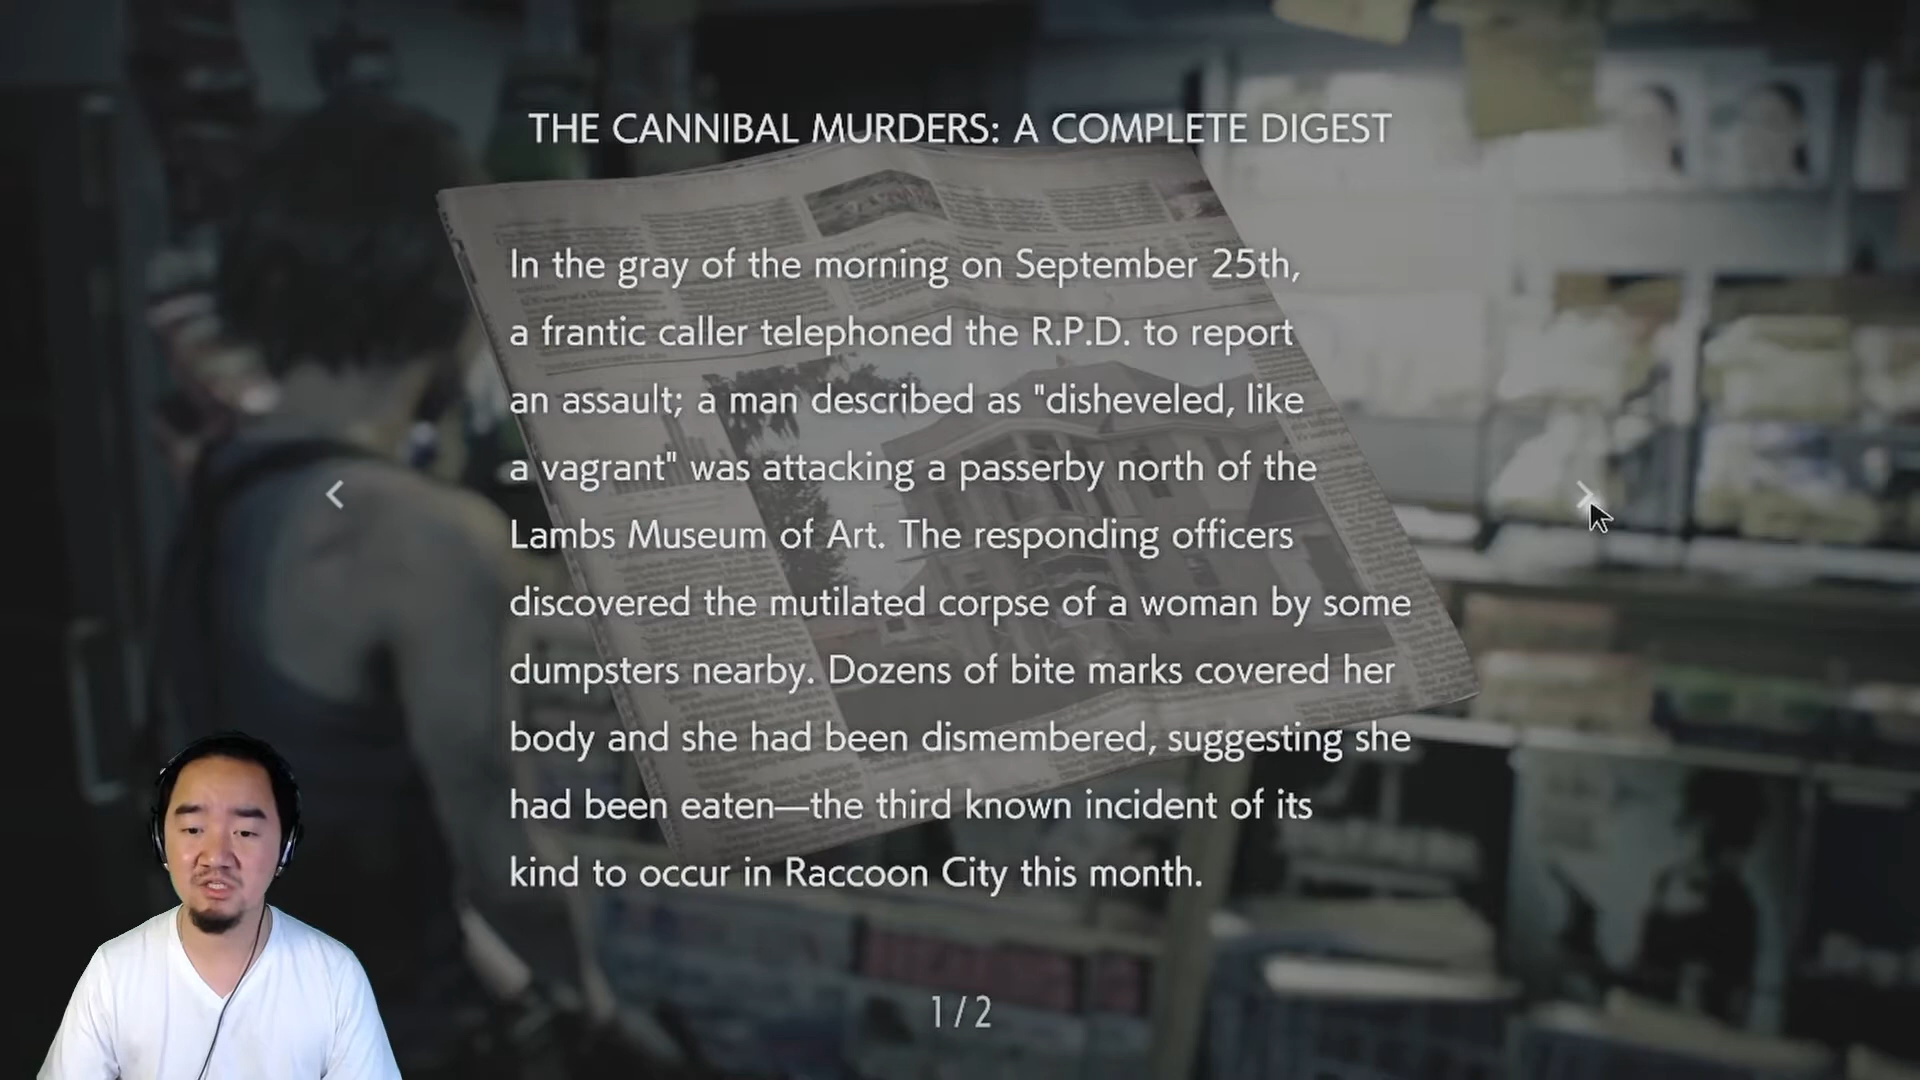 THE CANNIBAL MURDERS: A COMPLETE DIGEST
In the gray of the morning on September 25th,
a frantic caller telephoned the R.P.D. to report
an assault; a man described as "disheveled, like
a vagrant" was attacking a passerby north of the
Lambs Museum of Art. The responding officers
discovered the mutilated corpse of a woman by some
dumpsters nearby. Dozens of bite marks covered her
body and she had been dismembered, suggesting she
had been eaten—the third known incident of its
kind to occur in Raccoon City this month.
1 / 2